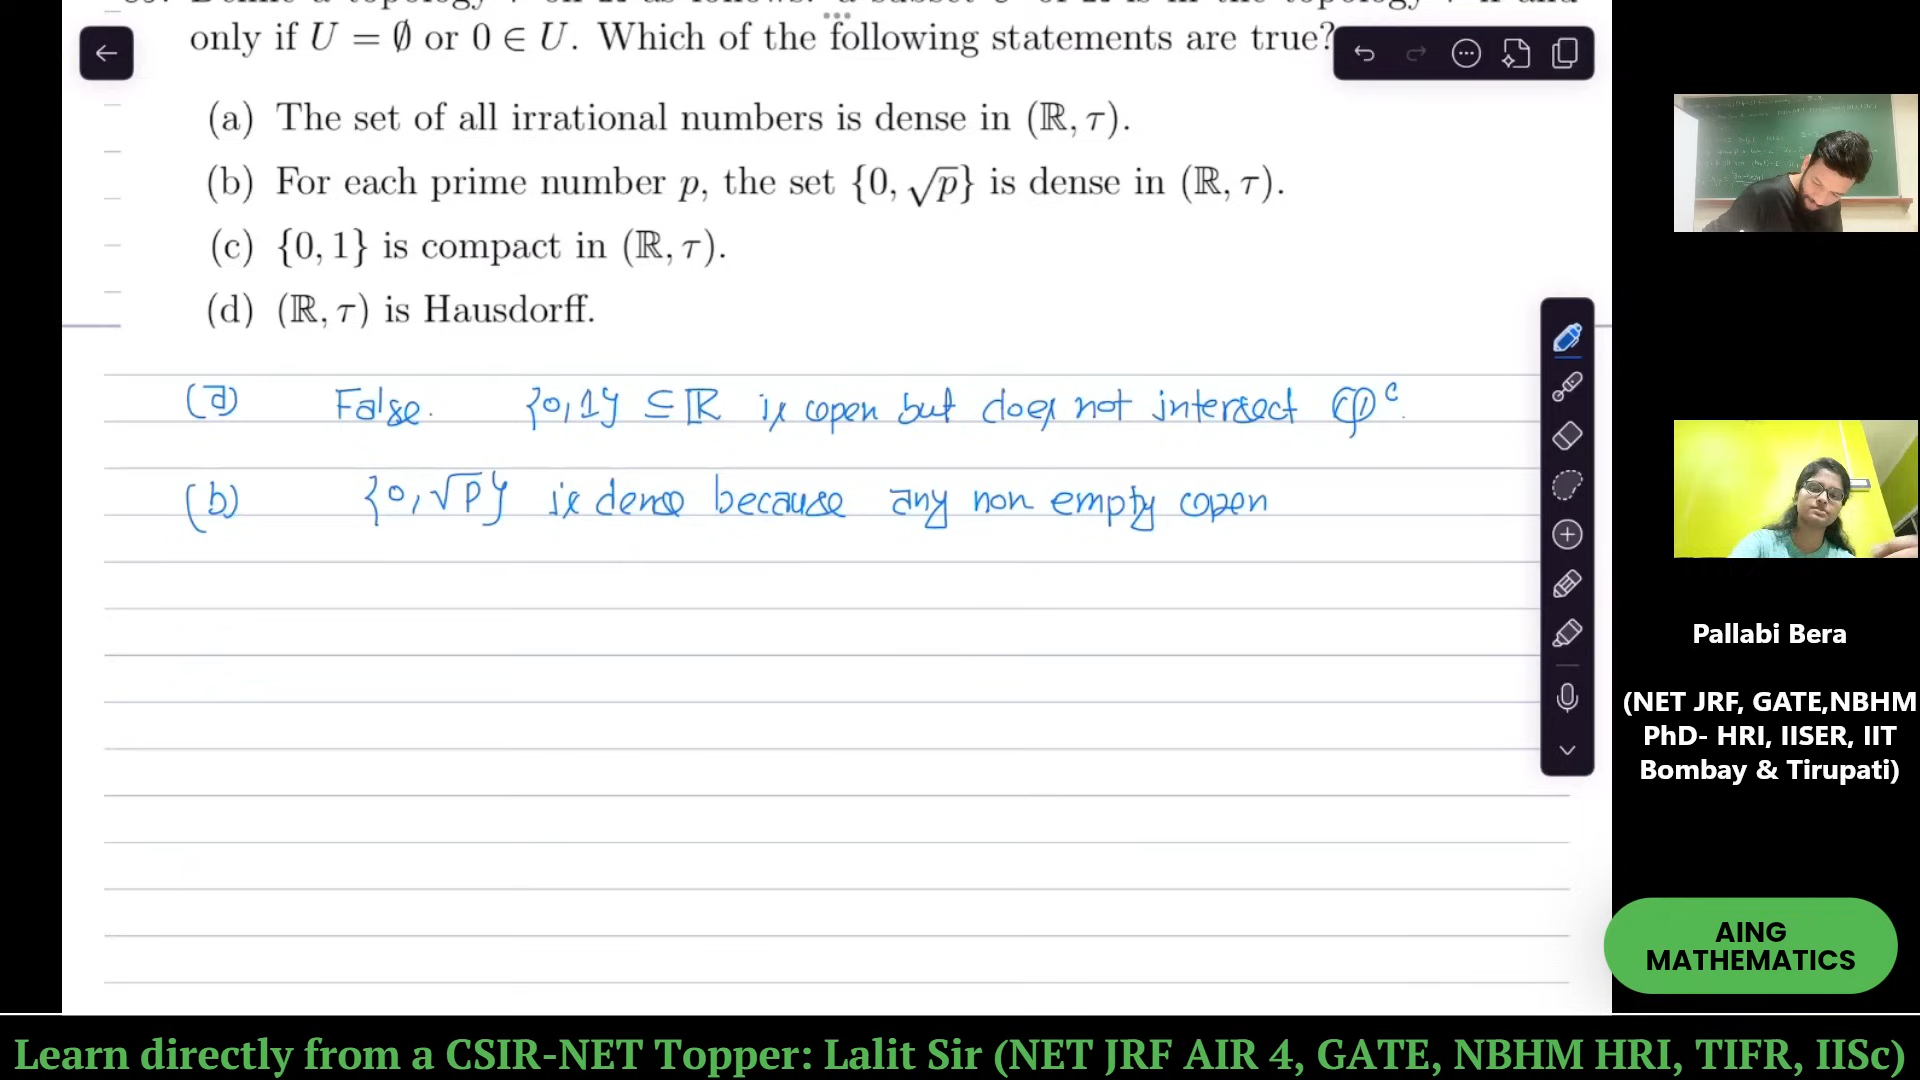 only if U = ∅ or 0 ∈ U. Which of the following statements are true?
(a) The set of all irrational numbers is dense in (ℝ, τ).
(b) For each prime number p, the set {0, √p} is dense in (ℝ, τ).
(c) {0, 1} is compact in (ℝ, τ).
(d) (ℝ, τ) is Hausdorff.
(a) False. {0, 1} ⊆ ℝ is open but does not intersect ℚᶜ.
(b) {0, √p} is dense because any non empty open
Pallabi Bera
(NET JRF, GATE,NBHM
PhD- HRI, IISER, IIT
Bombay & Tirupati)
AING
MATHEMATICS
Learn directly from a CSIR-NET Topper: Lalit Sir (NET JRF AIR 4, GATE, NBHM HRI, TIFR, IISc)